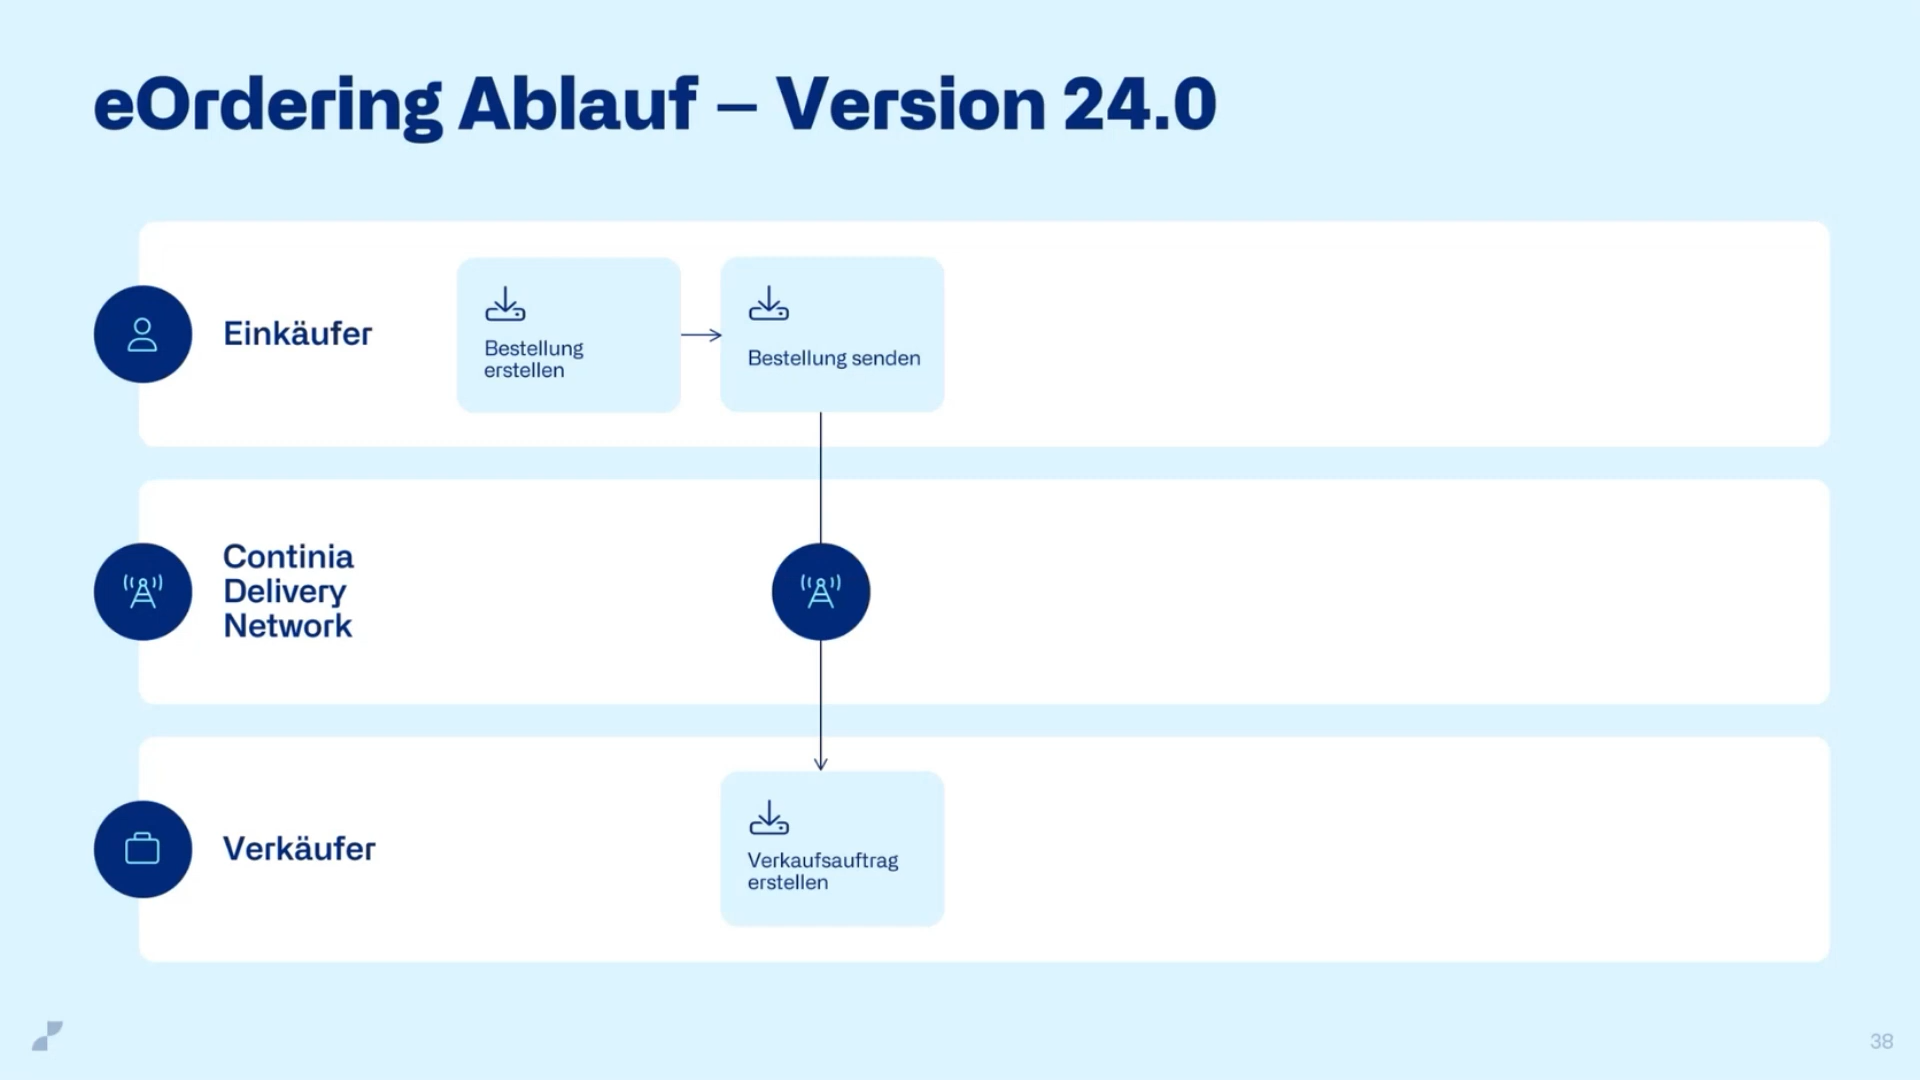 eOrdering Ablauf – Version 24.0
Einkäufer
Bestellung
erstellen
Bestellung senden
Continia
Delivery
Network
Verkäufer
Verkaufsauftrag
erstellen
38